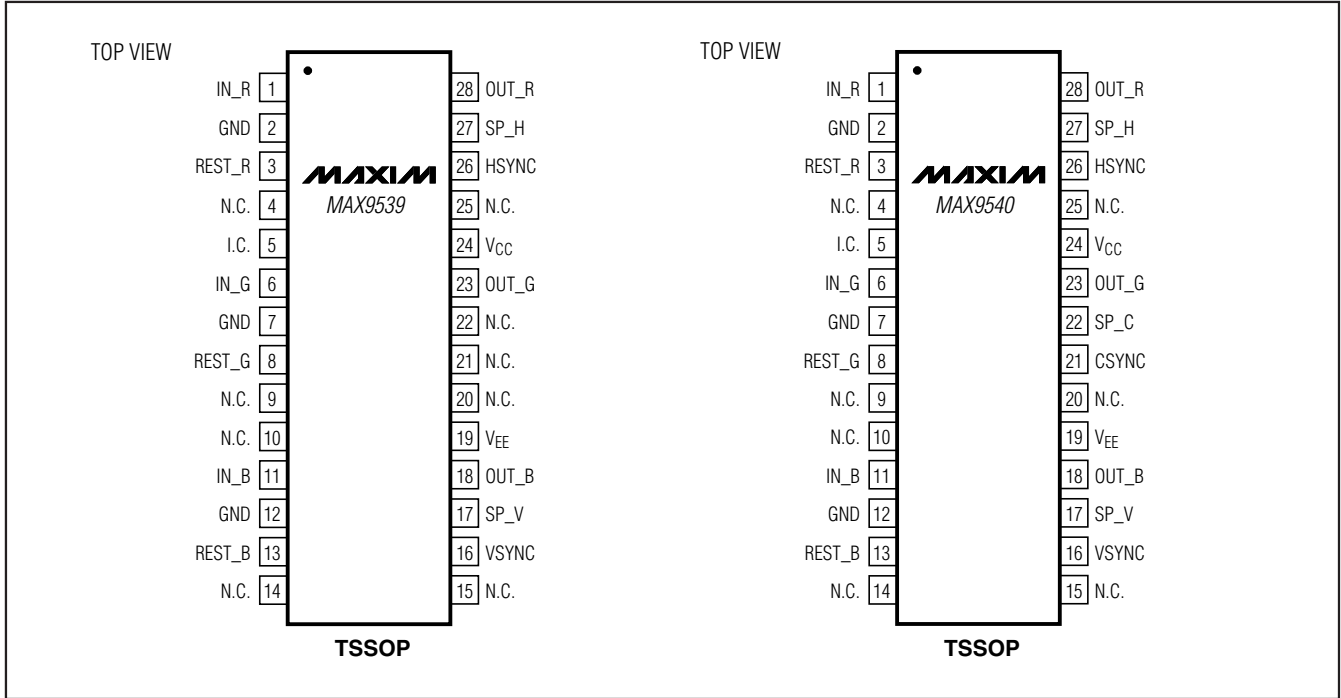 TOP VIEW
IN_R 1
GND 2
REST_R 3
N.C. 4
I.C. 5
IN_G 6
GND 7
REST_G 8
N.C. 9
N.C. 10
IN_B 11
GND 12
REST_B 13
N.C. 14
MAXIM
MAX9539
28 OUT_R
27 SP_H
26 HSYNC
25 N.C.
24 VCC
23 OUT_G
22 N.C.
21 N.C.
20 N.C.
19 VEE
18 OUT_B
17 SP_V
16 VSYNC
15 N.C.
TSSOP
TOP VIEW
IN_R 1
GND 2
REST_R 3
N.C. 4
I.C. 5
IN_G 6
GND 7
REST_G 8
N.C. 9
N.C. 10
IN_B 11
GND 12
REST_B 13
N.C. 14
MAXIM
MAX9540
28 OUT_R
27 SP_H
26 HSYNC
25 N.C.
24 VCC
23 OUT_G
22 SP_C
21 CSYNC
20 N.C.
19 VEE
18 OUT_B
17 SP_V
16 VSYNC
15 N.C.
TSSOP